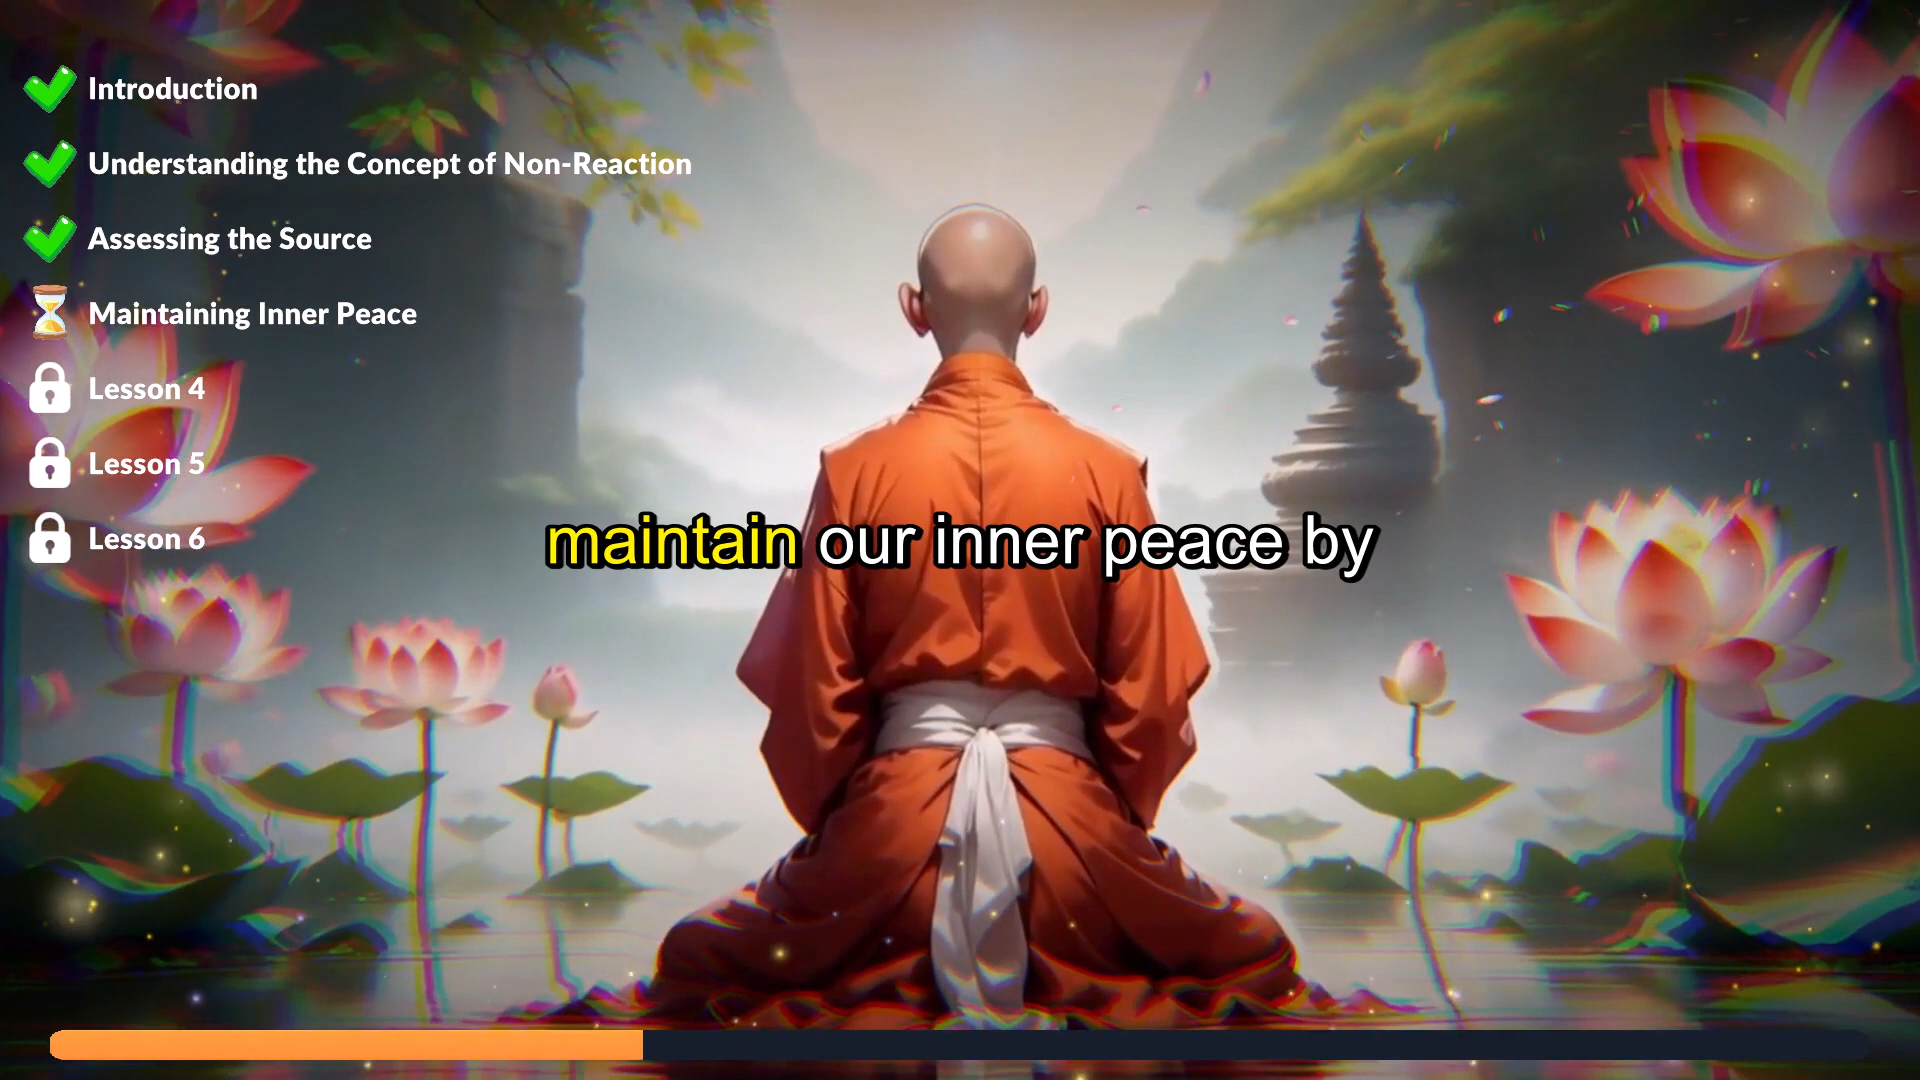 Introduction
Understanding the Concept of Non-Reaction
Assessing the Source
Maintaining Inner Peace
Lesson 4
Lesson 5
Lesson 6
maintain our inner peace by